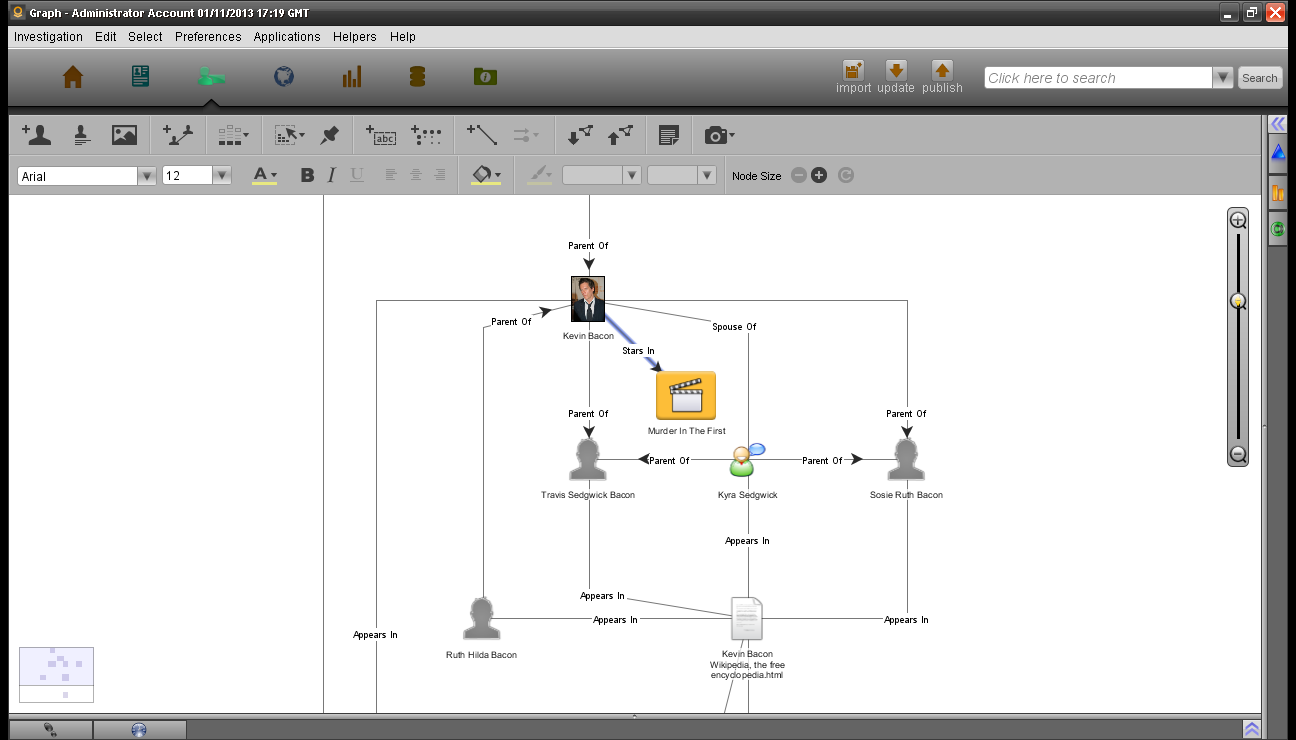 Graph - Administrator Account 01/11/2013 17:19 GMT
Investigation Edit Select Preferences Applications Helpers Help
import update publish
Click here to search
Search
abc
Arial
12
A
B I U
Node Size
Parent Of
Kevin Bacon
Parent Of
Spouse Of
Stars In
Murder In The First
Parent Of
Parent Of
Parent Of
Parent Of
Travis Sedgwick Bacon
Kyra Sedgwick
Sosie Ruth Bacon
Appears In
Appears In
Appears In
Appears In
Appears In
Ruth Hilda Bacon
Kevin Bacon
Wikipedia, the free
encyclopedia.html